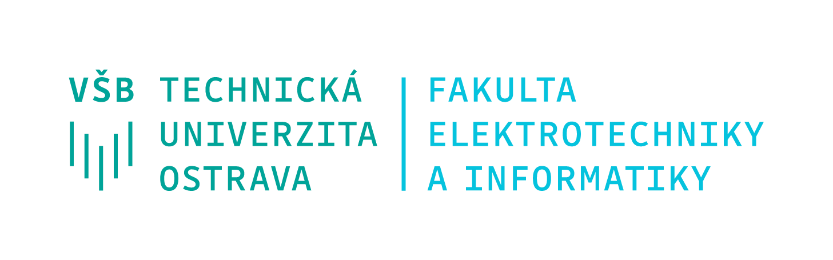 VŠB TECHNICKÁ
UNIVERZITA
OSTRAVA
FAKULTA
ELEKTROTECHNIKY
A INFORMATIKY